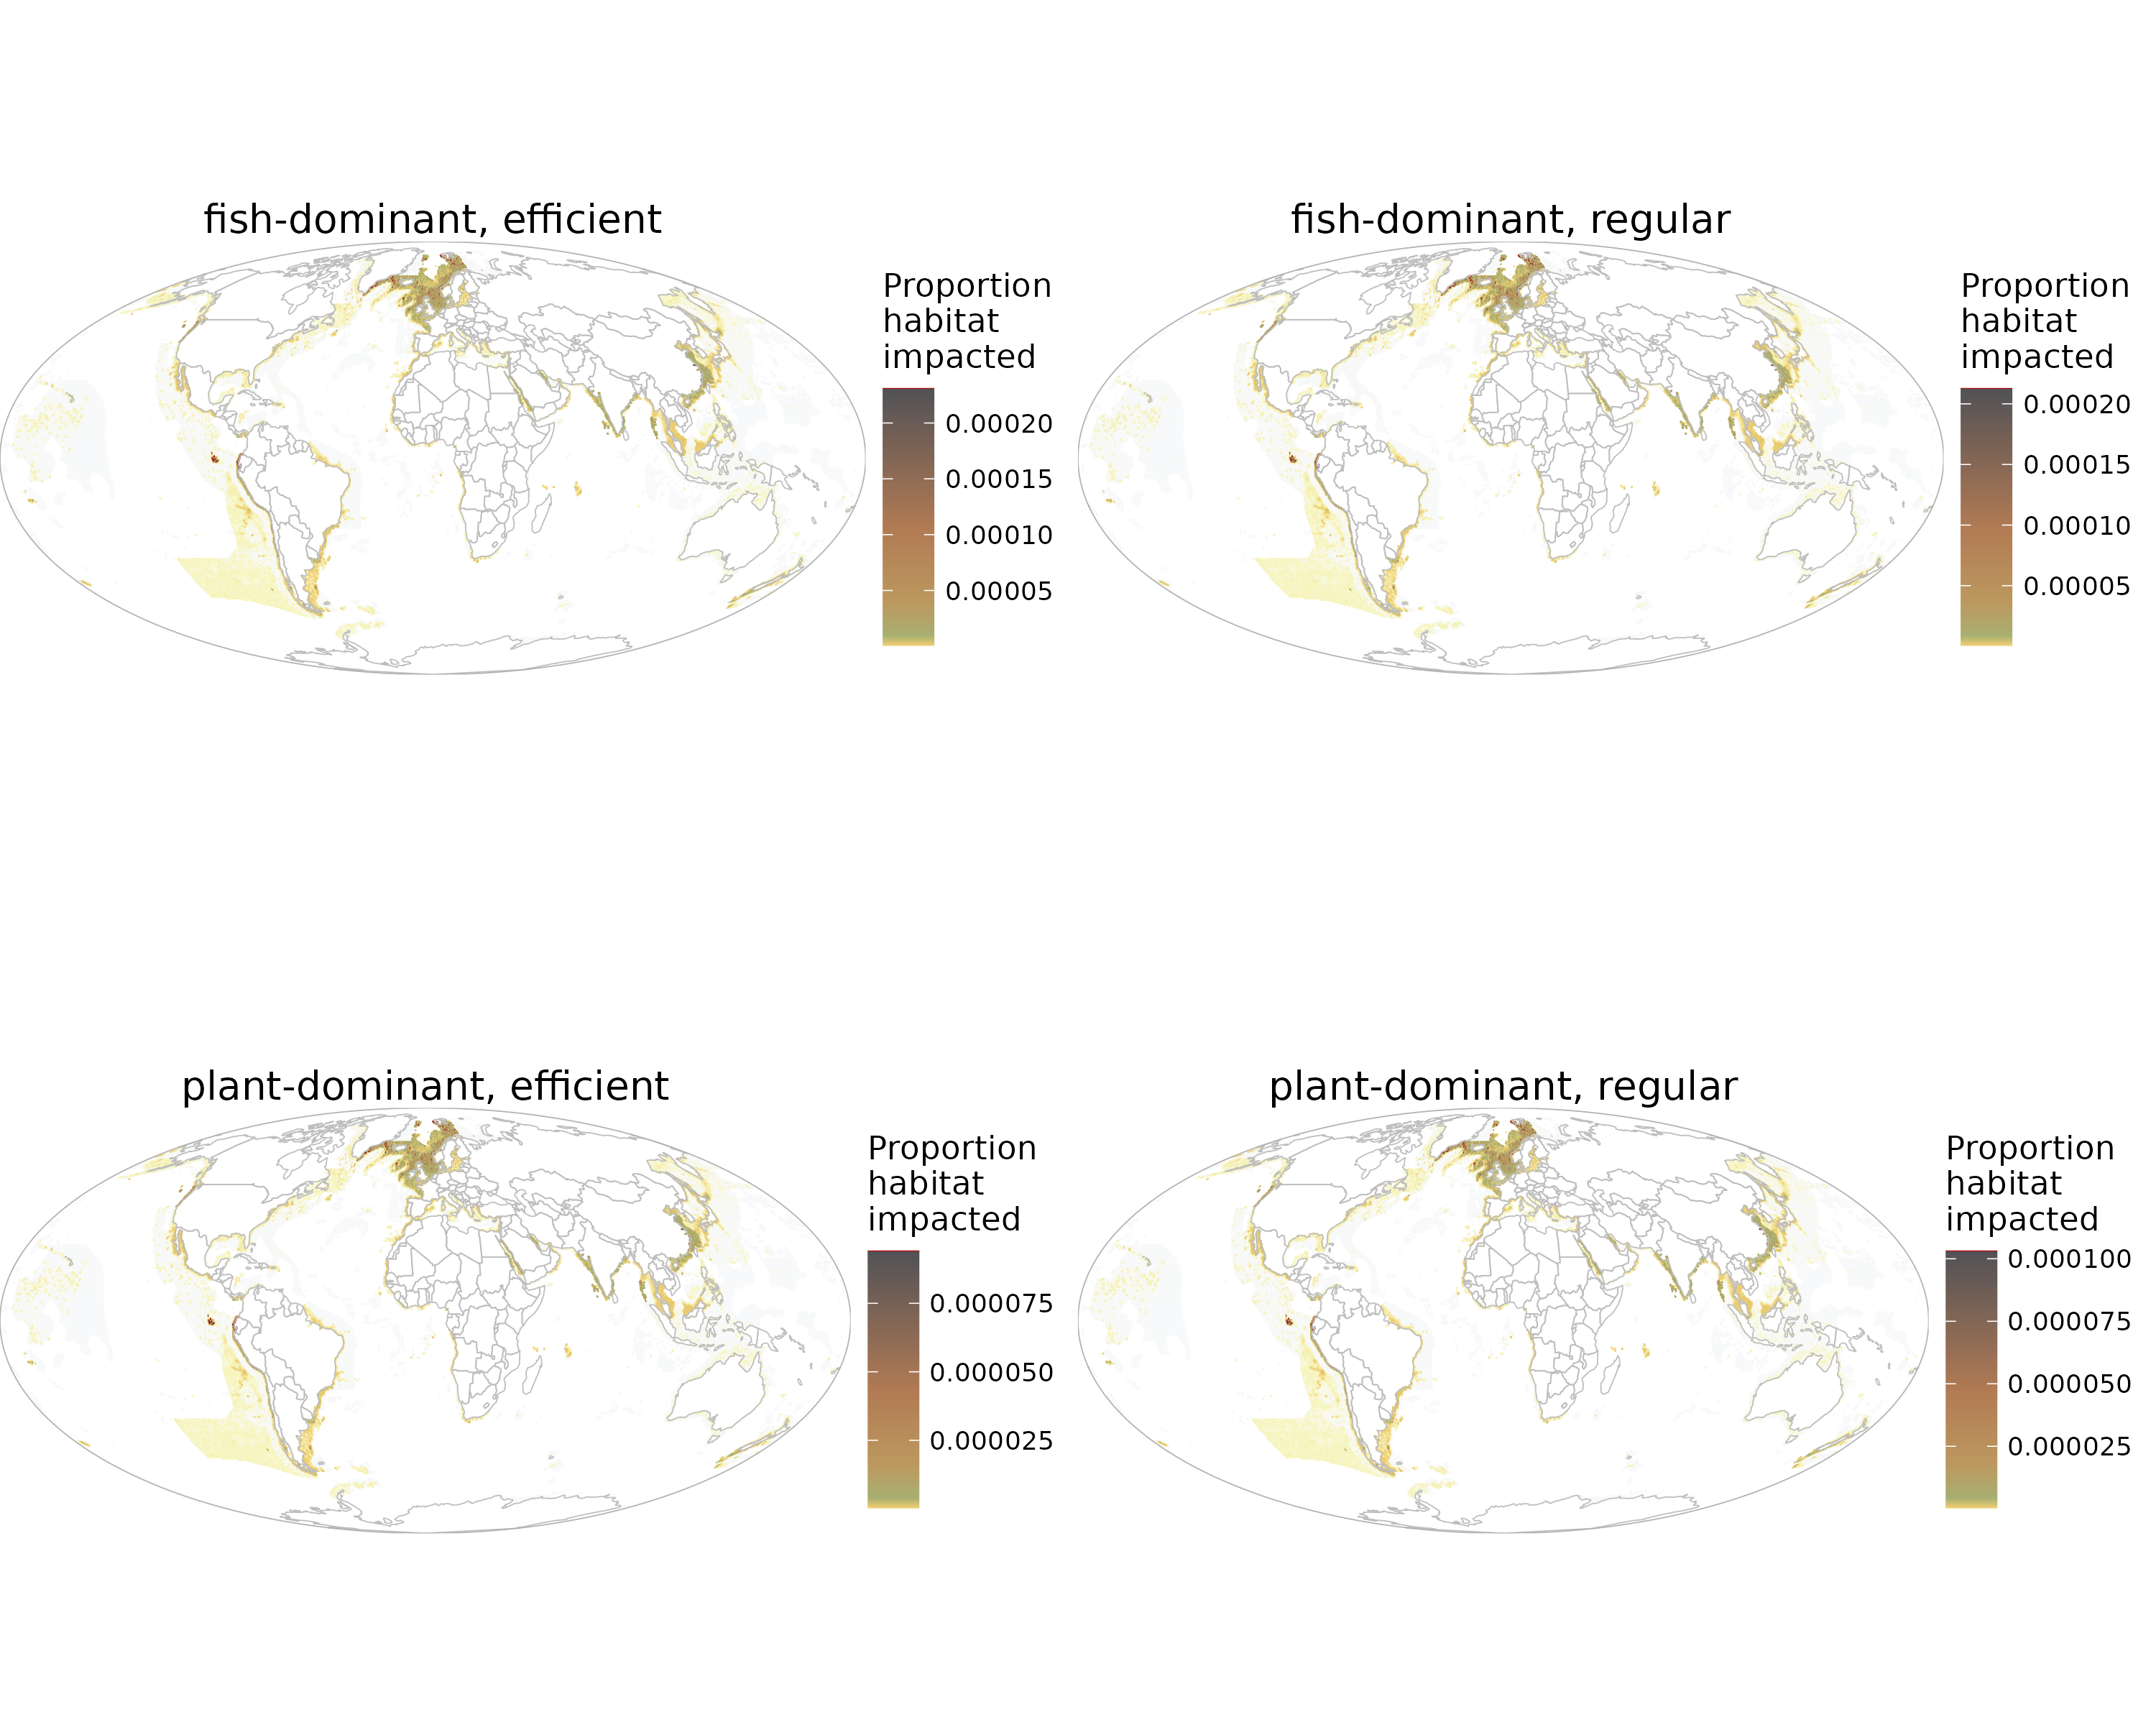 fish-dominant, efficient
Proportion
habitat
impacted
0.00020
0.00015
0.00010
0.00005
fish-dominant, regular
Proportion
habitat
impacted
0.00020
0.00015
0.00010
0.00005
plant-dominant, efficient
Proportion
habitat
impacted
0.000075
0.000050
0.000025
plant-dominant, regular
Proportion
habitat
impacted
0.000100
0.000075
0.000050
0.000025